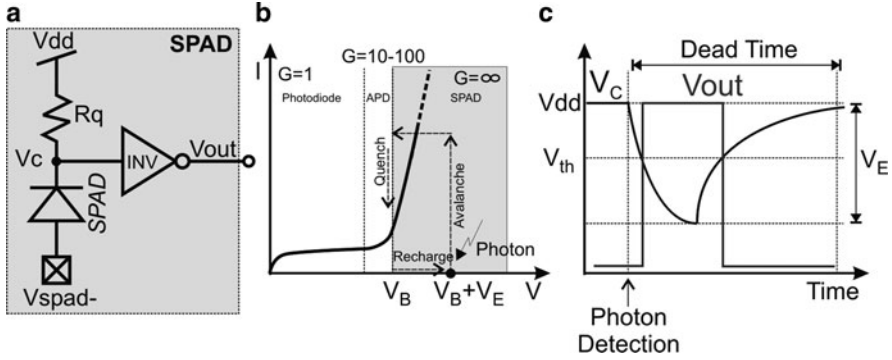 a
SPAD
Vdd
Rq
Vc
INV
Vout
SPAD
Vspad-
b
I
G=1
G=10-100
G=∞
Photodiode
APD
SPAD
Quench
Avalanche
Photon
Recharge
V_B
V_B+V_E
V
c
Dead Time
V_C
Vout
Vdd
V_th
V_E
Time
Photon
Detection